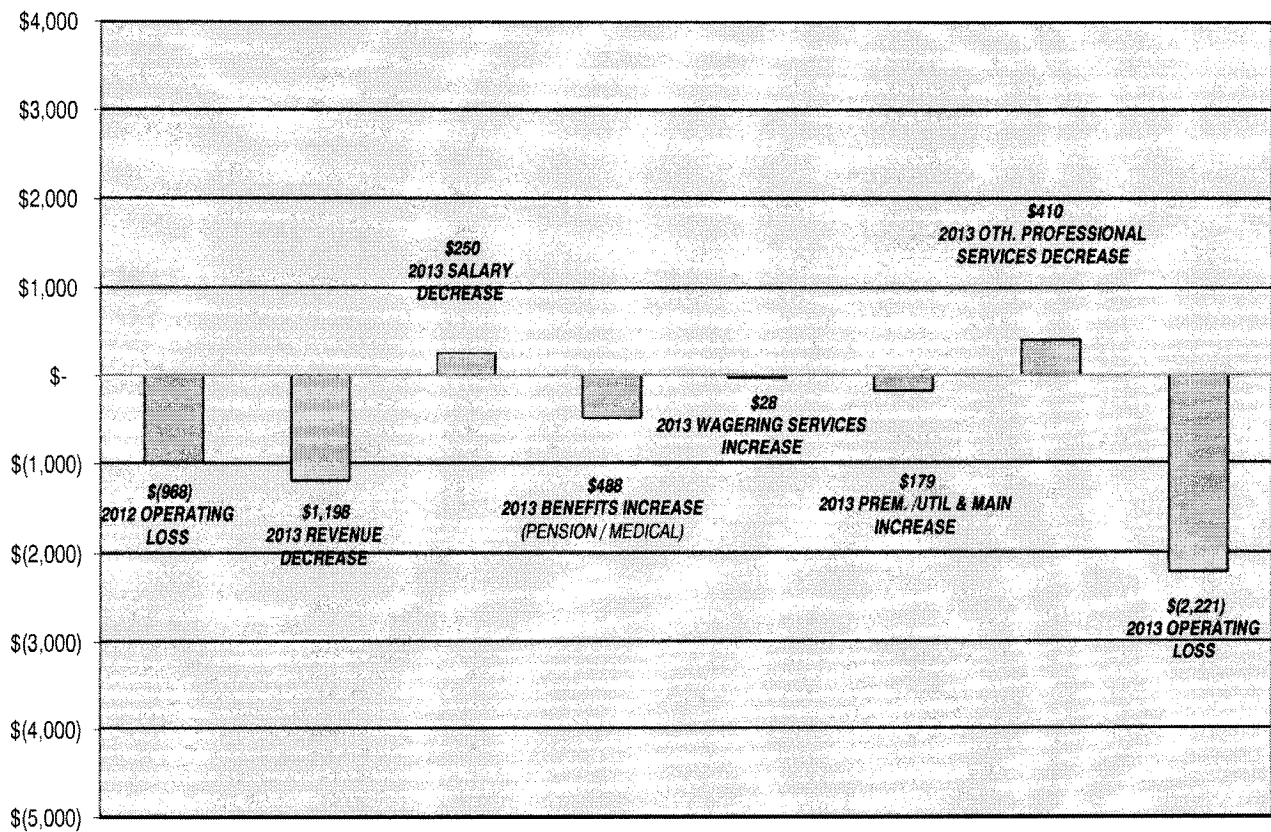 $4,000
$3,000
$2,000
$1,000
$-
$(1,000)
$(2,000)
$(3,000)
$(4,000)
$(5,000)
$(988)
2012 OPERATING
LOSS
$1,198
2013 REVENUE
DECREASE
$250
2013 SALARY
DECREASE
$488
2013 BENEFITS INCREASE
(PENSION / MEDICAL)
$28
2013 WAGERING SERVICES
INCREASE
$179
2013 PREM. /UTIL & MAIN
INCREASE
$410
2013 OTH. PROFESSIONAL
SERVICES DECREASE
$(2,221)
2013 OPERATING
LOSS